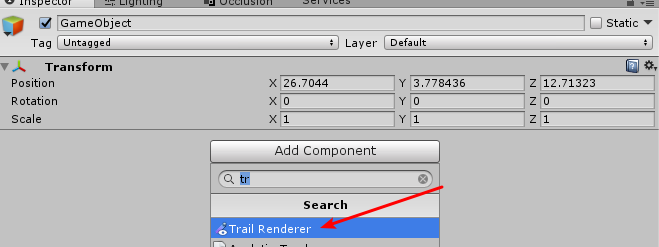 Inspector Lighting Occlusion Services
GameObject Static
Tag Untagged Layer Default
Transform
Position X 26.7044 Y 3.778436 Z 12.71323
Rotation X 0 Y 0 Z 0
Scale X 1 Y 1 Z 1
Add Component
tr
Search
Trail Renderer